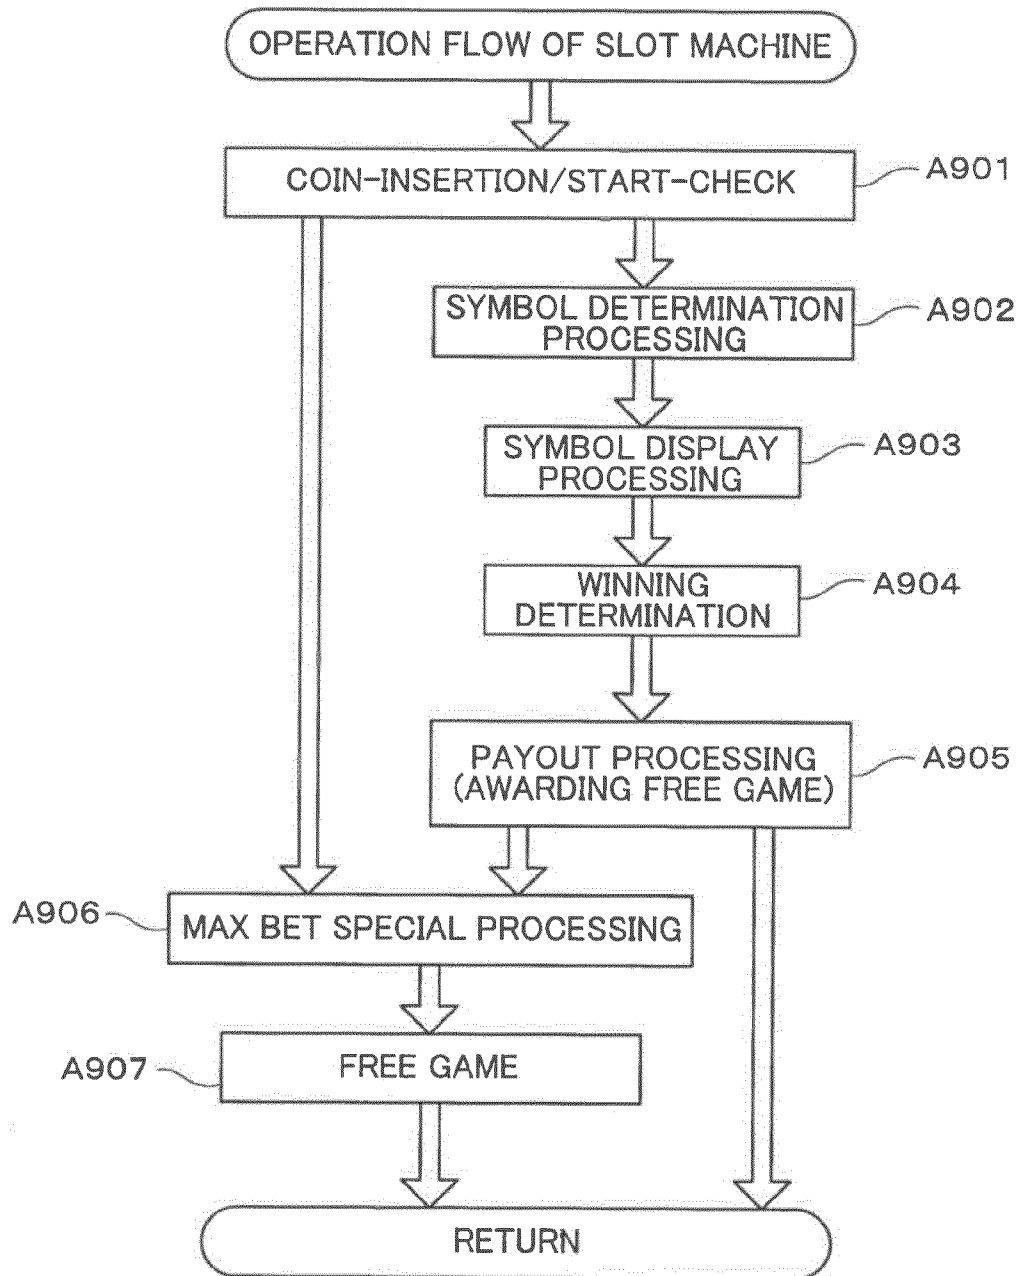 OPERATION FLOW OF SLOT MACHINE
COIN-INSERTION/START-CHECK
A901
SYMBOL DETERMINATION
PROCESSING
A902
SYMBOL DISPLAY
PROCESSING
A903
WINNING
DETERMINATION
A904
PAYOUT PROCESSING
(AWARDING FREE GAME)
A905
A906
MAX BET SPECIAL PROCESSING
A907
FREE GAME
RETURN